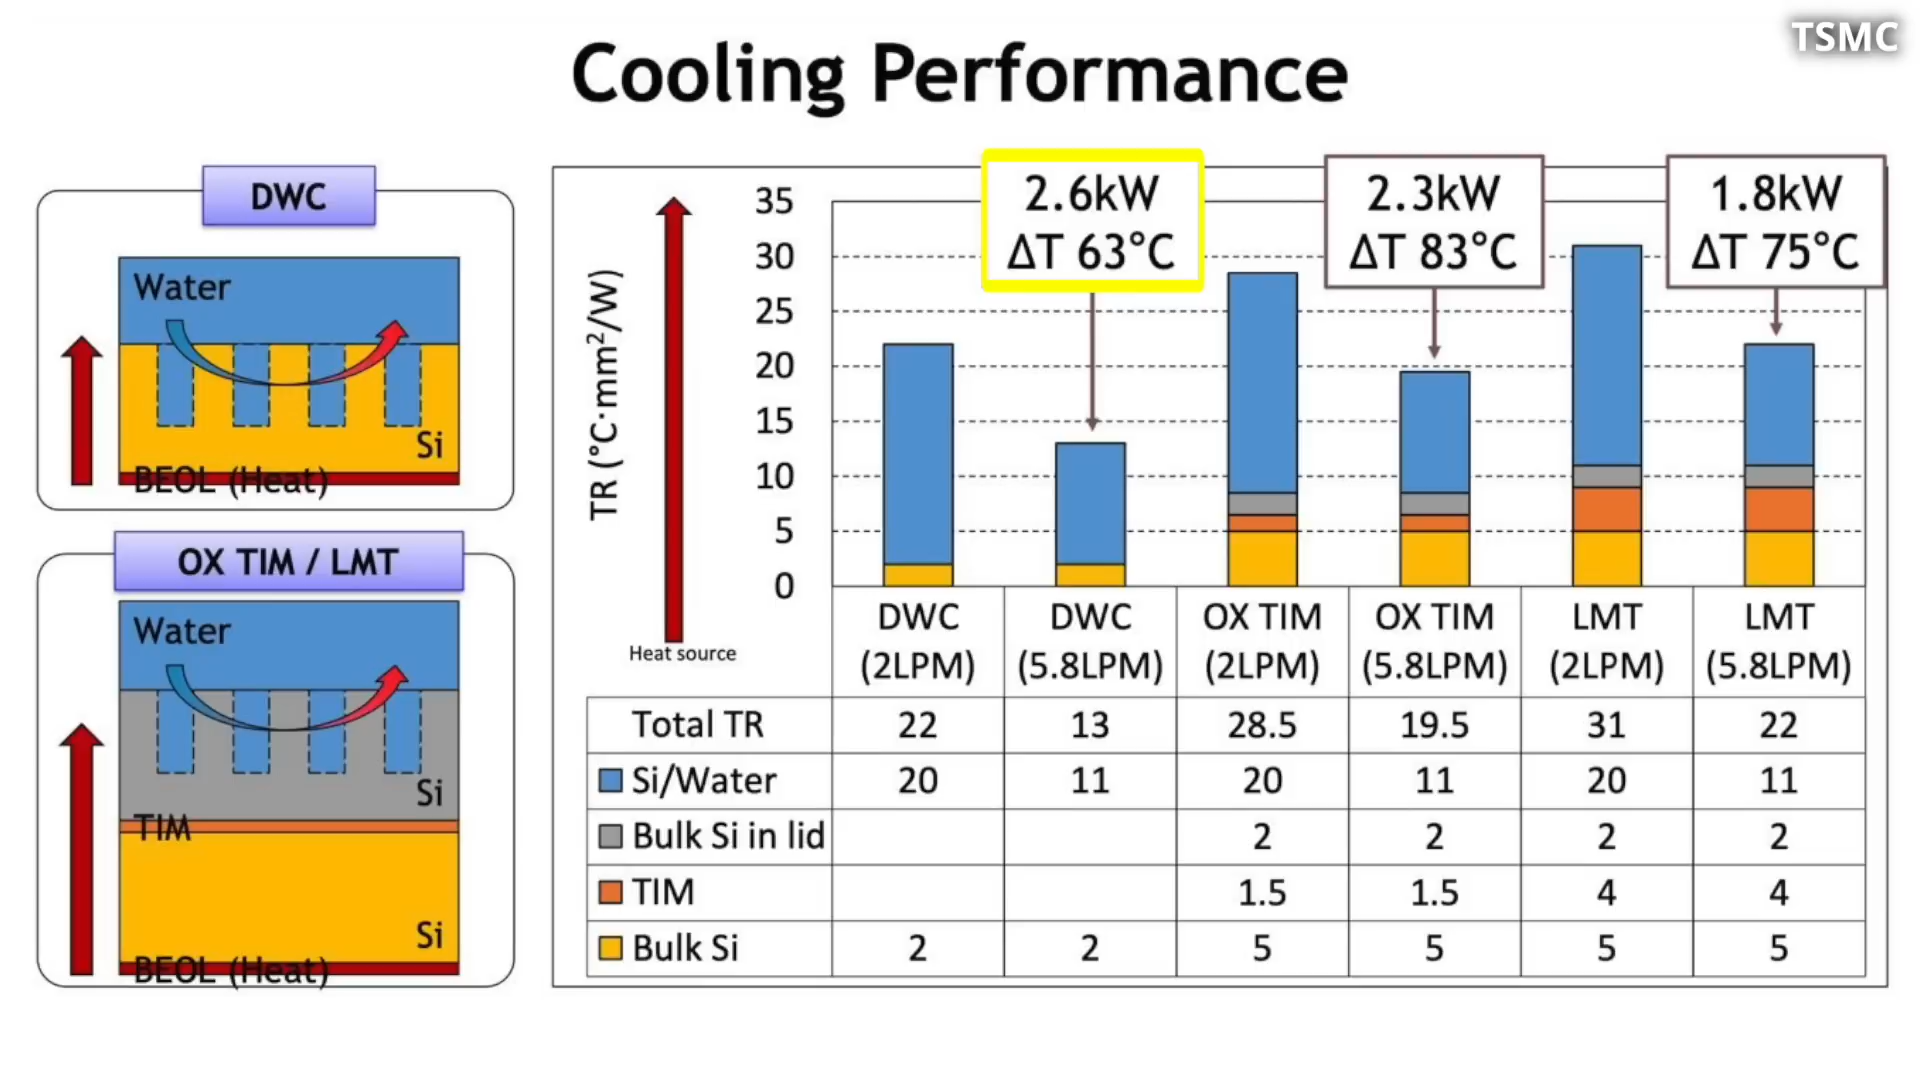 TSMC
Cooling Performance
DWC
Water
Si
BEOL (Heat)
OX TIM / LMT
Water
Si
TIM
Si
BEOL (Heat)
TR (°C·mm²/W)
Heat source
35
30
25
20
15
10
5
0
2.6kW
ΔT 63°C
2.3kW
ΔT 83°C
1.8kW
ΔT 75°C
DWC (2LPM) DWC (5.8LPM) OX TIM (2LPM) OX TIM (5.8LPM) LMT (2LPM) LMT (5.8LPM)
Total TR 22 13 28.5 19.5 31 22
Si/Water 20 11 20 11 20 11
Bulk Si in lid 2 2 2 2
TIM 1.5 1.5 4 4
Bulk Si 2 2 5 5 5 5